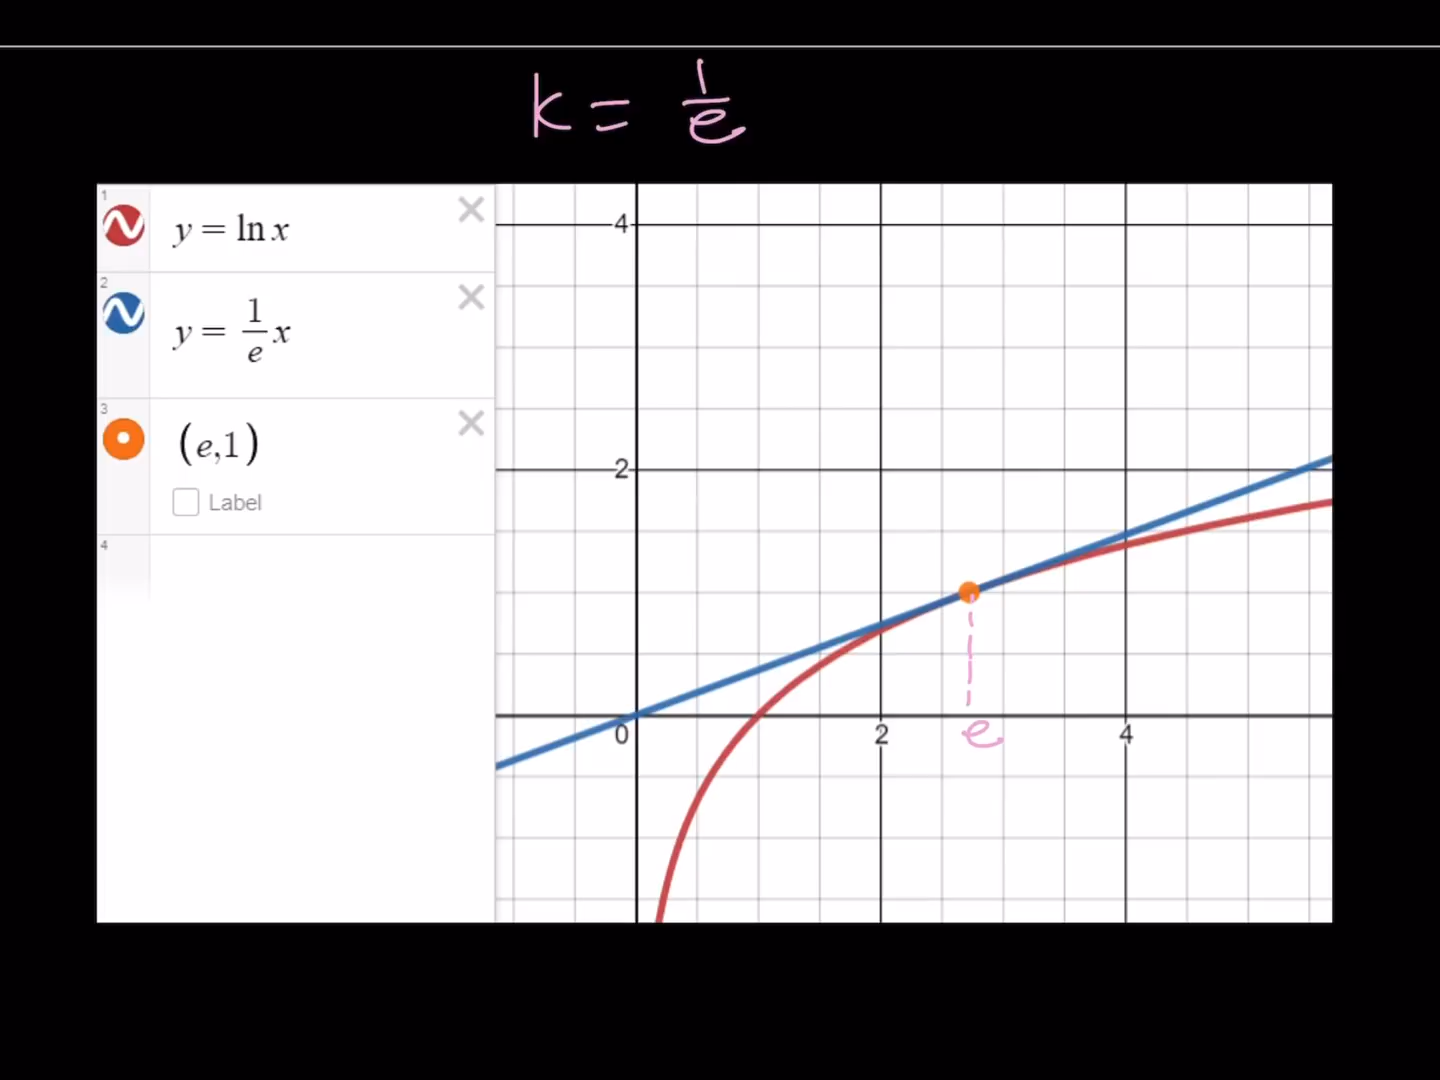 k = 1/e
1
y = ln x
2
y = 1/e x
3
(e,1)
Label
4
4
2
0
2
e
4